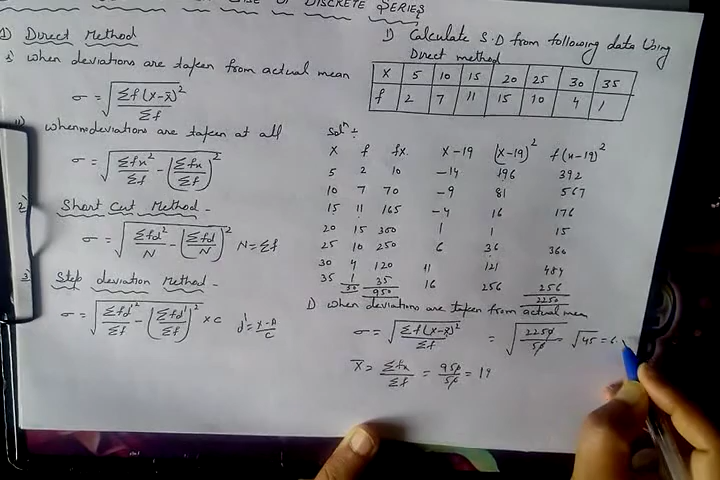 DISCRETE SERIES
1) Direct Method
i) when deviations are taken from actual mean
σ = √(Σf(x-x̄)²/Σf)
ii) when no deviations are taken at all
σ = √(Σfx²/Σf - (Σfx/Σf)²)
2) Short Cut Method -
σ = √(Σfd²/N - (Σfd/N)²) N = Σf
3) Step deviation Method -
σ = √(Σfd'²/Σf - (Σfd'/Σf)²) × C d' = x-A/C
1) Calculate S.D from following data Using
Direct method
X 5 10 15 20 25 30 35
f 2 7 11 15 10 4 1
Solⁿ :
X f fx X-19 (X-19)² f(x-19)²
5 2 10 -14 196 392
10 7 70 -9 81 567
15 11 165 -4 16 176
20 15 300 1 1 15
25 10 250 6 36 360
30 4 120 11 121 484
35 1 35 16 256 256
50 950 2250
1) when deviations are taken from actual mean
σ = √(Σf(x-x̄)²/Σf) = √(2250/50) = √45 = 6.
X̄ = Σfx/Σf = 950/50 = 19